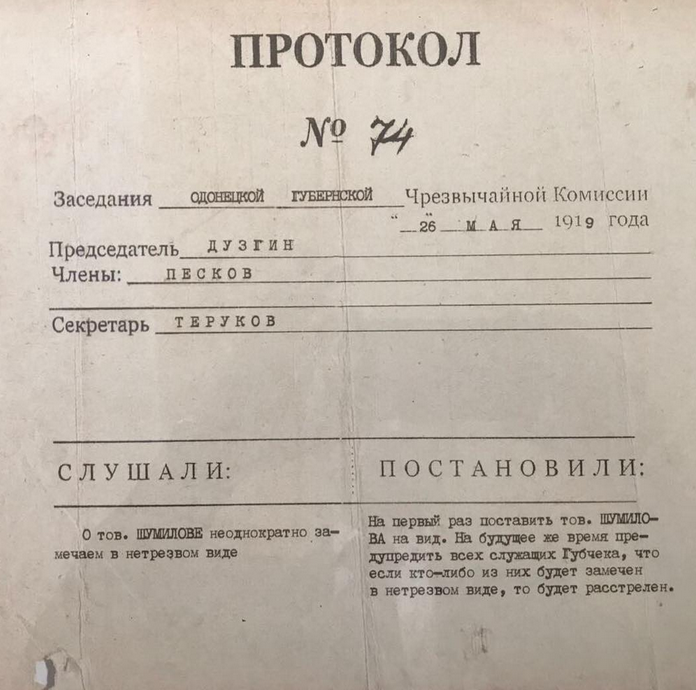 ПРОТОКОЛ
№ 74
Заседания ОДОНЕЦКОЙ ГУБЕРНСКОЙ Чрезвычайной Комиссии
" 26 " МАЯ 1919 года
Председатель ДУЗГИН
Члены: ПЕСКОВ
Секретарь ТЕРУКОВ
СЛУШАЛИ:
ПОСТАНОВИЛИ:
О тов. ШУМИЛОВЕ неоднократно за-
мечаем в нетрезвом виде
На первый раз поставить тов. ШУМИЛО-
ВА на вид. На будущее же время пре-
дупредить всех служащих Губчека, что
если кто-либо из них будет замечен
в нетрезвом виде, то будет расстрелен.